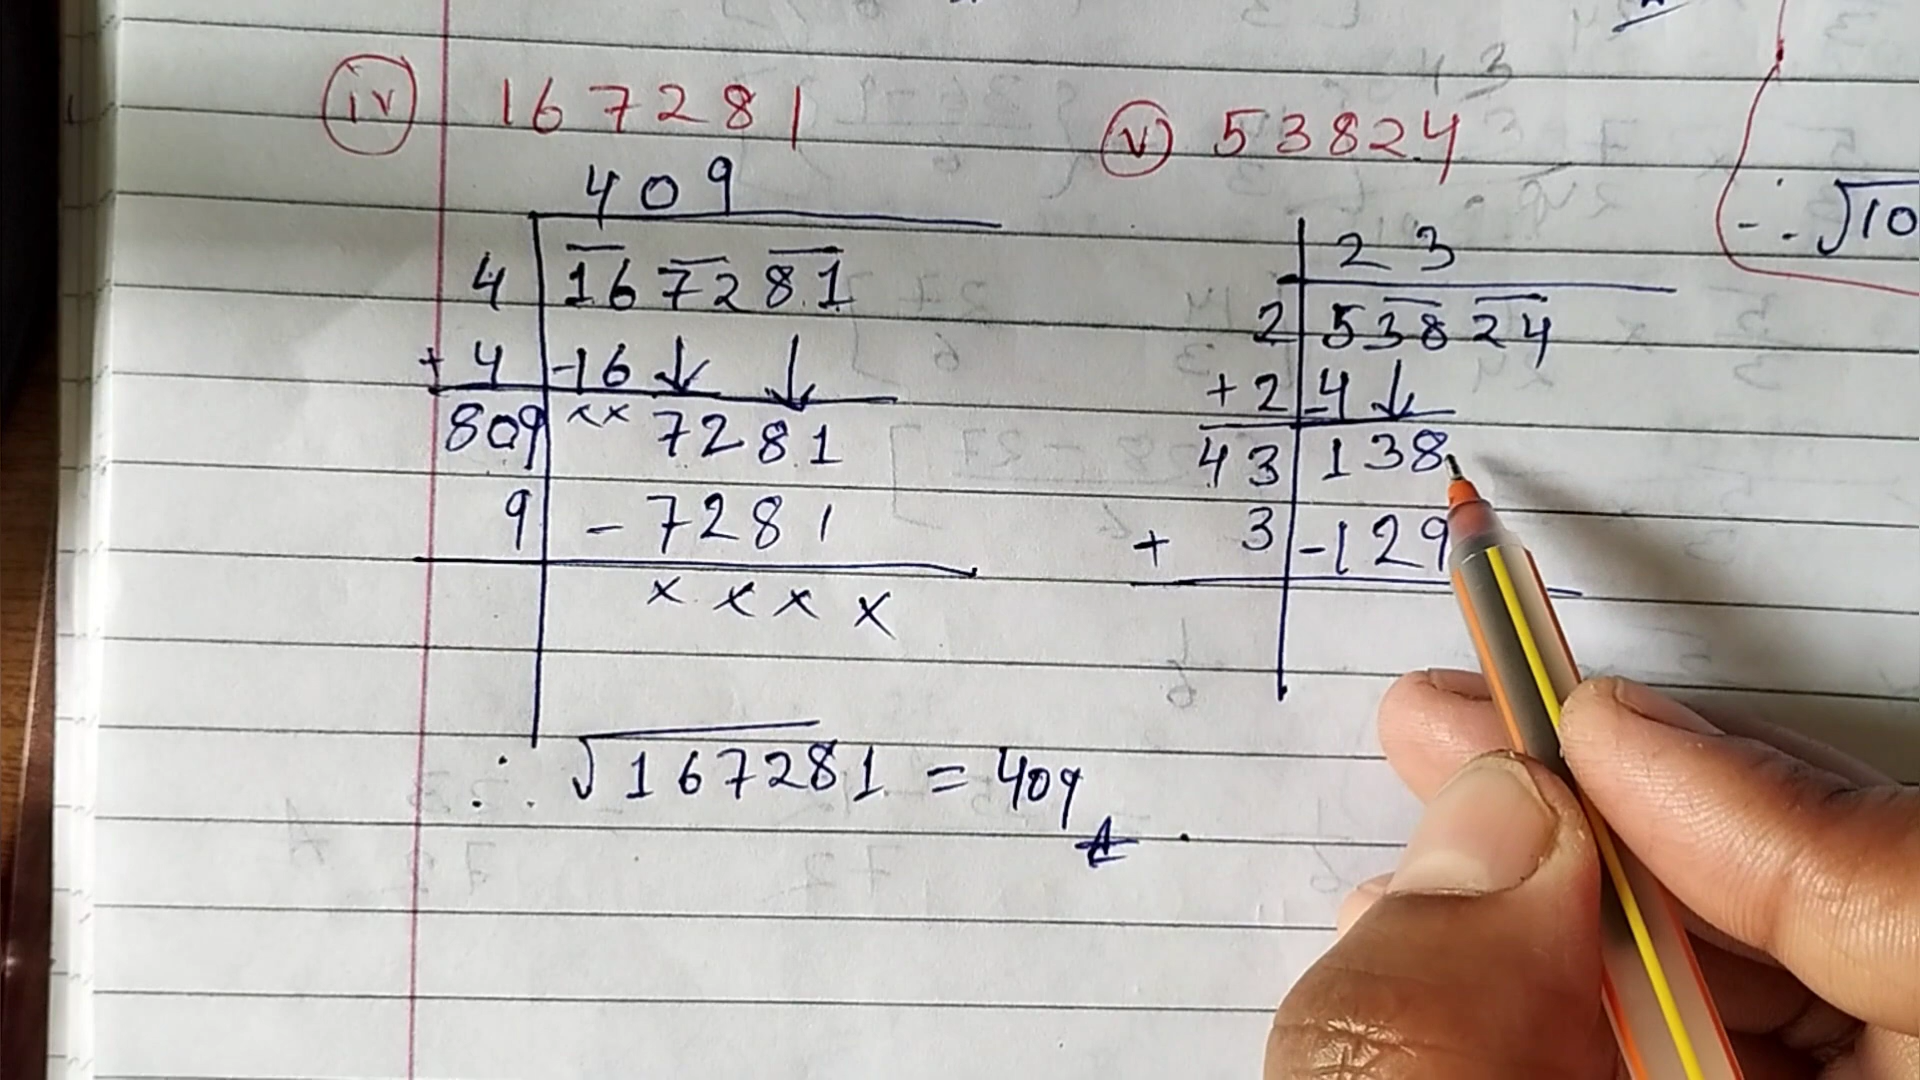 iv 167281
409
4 167281
+ 4 -16
809 xx 7281
9 - 7281
x x x x
∴ √167281 = 409
v 53824
23
2 53824
+2 -4
43 138
+ 3 -129
∴ √10